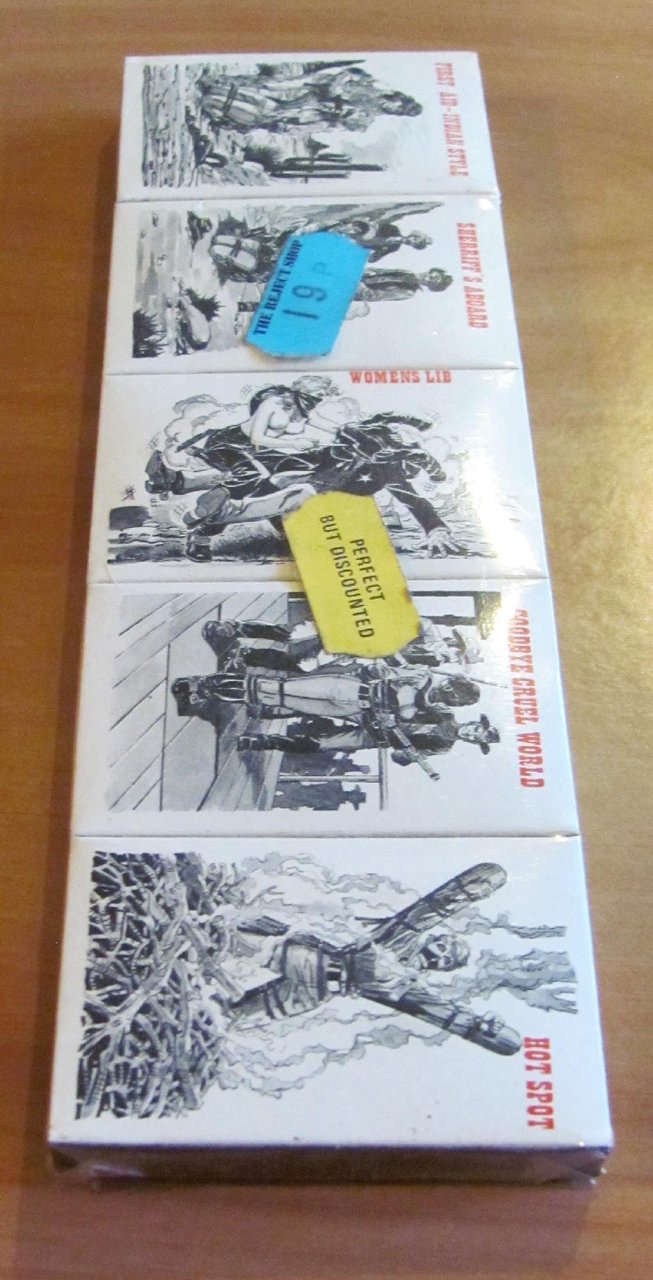 FIRST AID-INDIAN STYLE
SHERRIFF'S ABOARD
THE REJECT SHOP
19P
WOMENS LIB
PERFECT
BUT DISCOUNTED
GOODBYE CRUEL WORLD
HOT SPOT